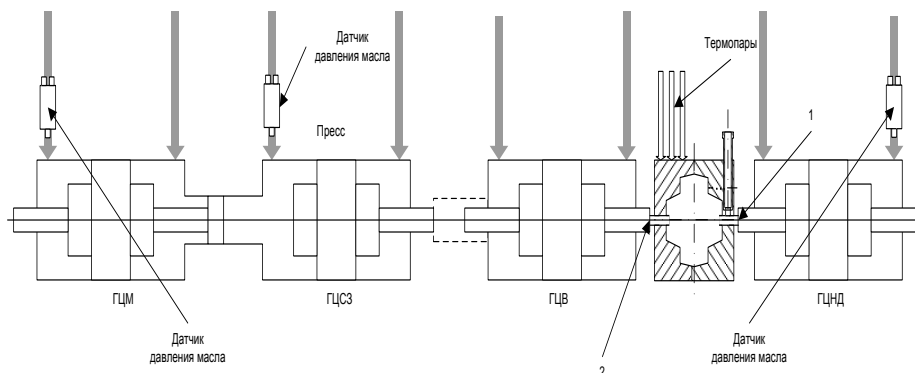 Датчик
давления масла
Термопары
1
Пресс
ГЦМ
ГЦСЗ
ГЦВ
ГЦНД
Датчик
давления масла
2
Датчик
давления масла